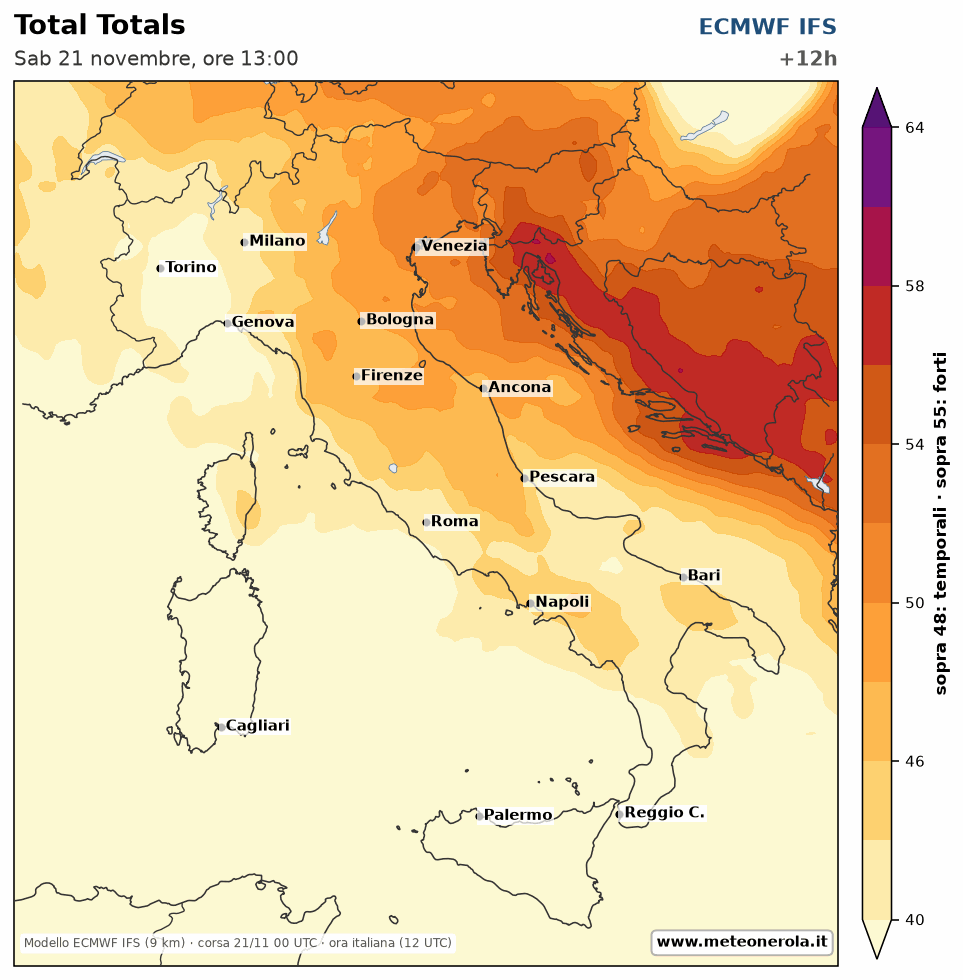 Total Totals
ECMWF IFS
Sab 21 novembre, ore 13:00
+12h
64
58
54
50
46
40
sopra 48: temporali · sopra 55: forti
Milano
Venezia
Torino
Genova
Bologna
Firenze
Ancona
Pescara
Roma
Bari
Napoli
Cagliari
Palermo
Reggio C.
Modello ECMWF IFS (9 km) · corsa 21/11 00 UTC · ora italiana (12 UTC)
www.meteonerola.it